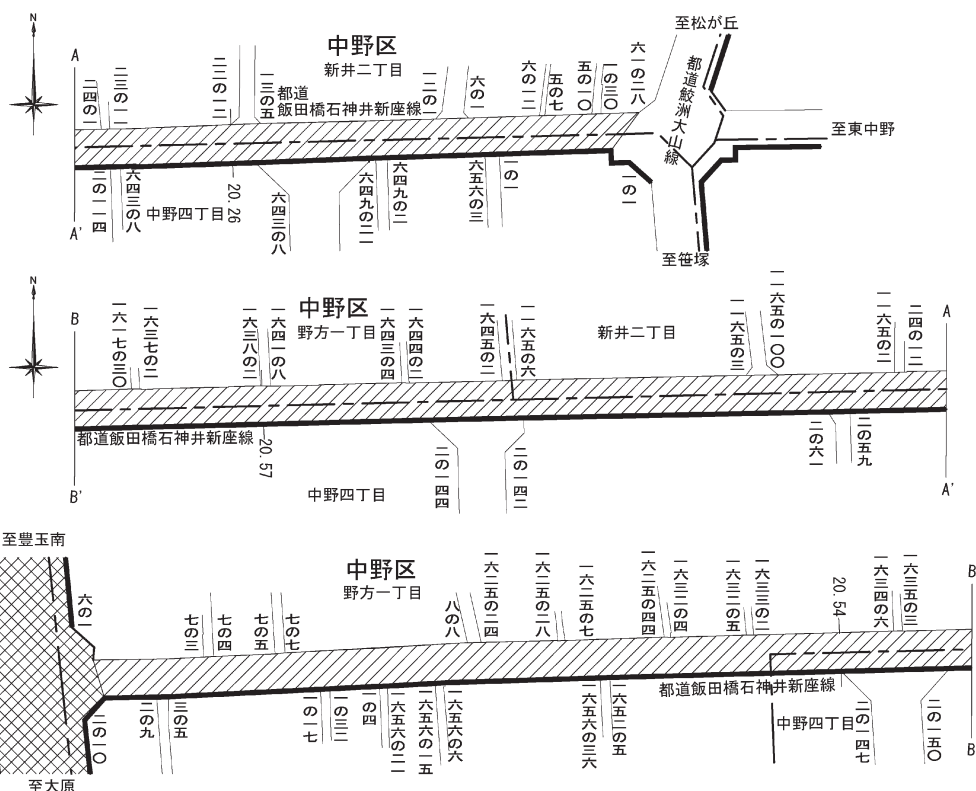 N
A
二四の一
二三の一
二二の一二
一三の五
中野区
新井二丁目
都道
飯田橋石神井新座線
一二の一
六の一
六の一二
五の七
五の一〇
一の三〇
六一の二八
至松が丘
都道鮫洲大山線
至東中野
A'
二の一一四
六四三の八
中野四丁目
20.26
六四三の八
六四九の二一
六四九の二
六五六の三
一の一
一の一
至笹塚
N
B
一六一七の三〇
一六三七の二
一六三八の二
一六四一の八
中野区
野方一丁目
一六四三の四
一六四四の二
一六四五の二
一一六五の六
新井二丁目
一一六五の三
一一六五の一〇〇
一一六五の二
二四の一二
A
都道飯田橋石神井新座線
20.57
B'
中野四丁目
二の一四四
二の一四二
二の六一
二の五九
A'
至豊玉南
六の一
七の三
七の四
七の五
七の七
中野区
野方一丁目
八の八
一六二五の二四
一六二五の二八
一六二五の七
一六二五の四四
一六三二の四
一六三二の五
一六三三の二
20.54
一六三四の六
一六三五の三
B
二の一〇
二の九
三の五
一の一七
一の三二
一の四
一六五六の二一
一六五六の一五
一六五六の六
一六五六の三六
一六五二の五
都道飯田橋石神井新座線
中野四丁目
二の一四七
二の一五〇
B
至大原